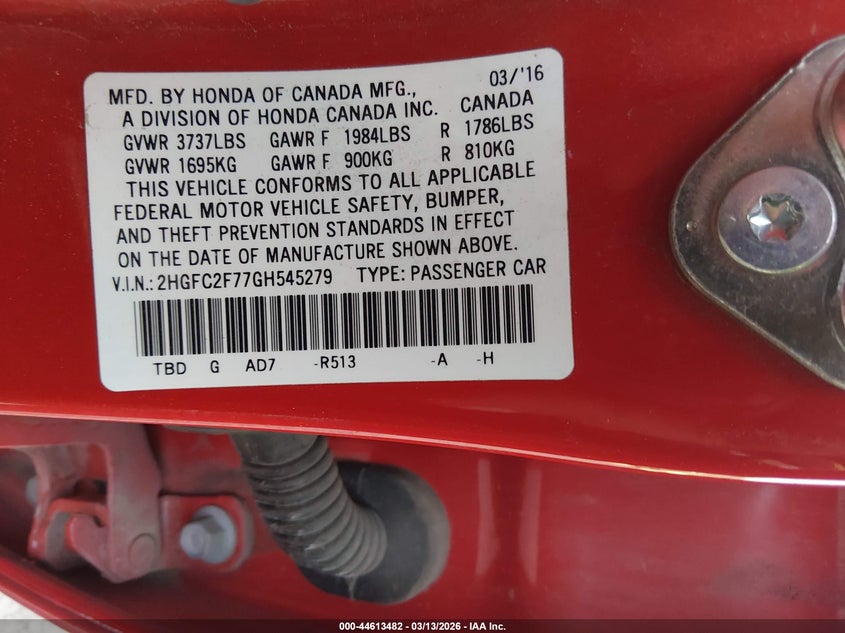 03/'16
MFD. BY HONDA OF CANADA MFG.,
A DIVISION OF HONDA CANADA INC. CANADA
GVWR 3737LBS GAWR F 1984LBS R 1786LBS
GVWR 1695KG GAWR F 900KG R 810KG
THIS VEHICLE CONFORMS TO ALL APPLICABLE
FEDERAL MOTOR VEHICLE SAFETY, BUMPER,
AND THEFT PREVENTION STANDARDS IN EFFECT
ON THE DATE OF MANUFACTURE SHOWN ABOVE.
V.I.N.: 2HGFC2F77GH545279 TYPE: PASSENGER CAR
TBD G AD7 -R513 -A -H
000-44613482 - 03/13/2026 - IAA Inc.